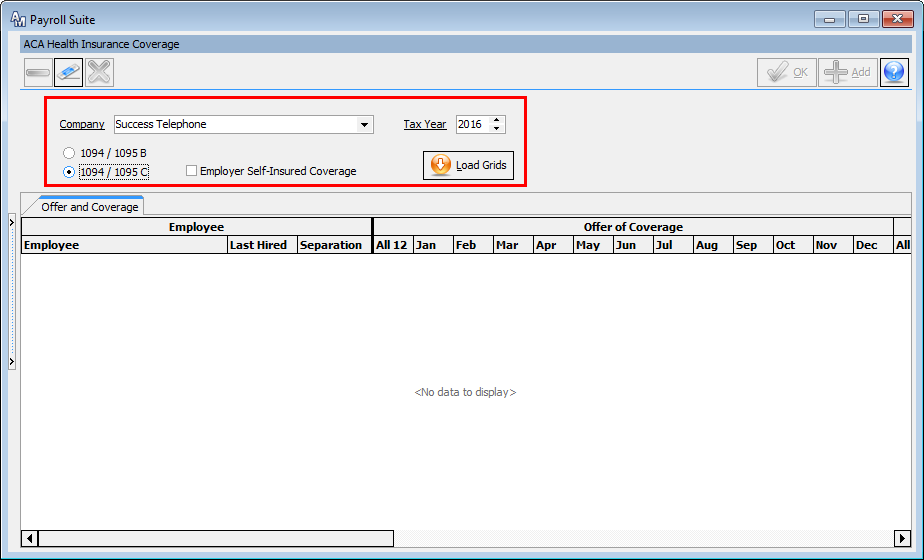 AM Payroll Suite
ACA Health Insurance Coverage
OK Add ?
Company Success Telephone Tax Year 2016
1094 / 1095 B
1094 / 1095 C Employer Self-Insured Coverage Load Grids
Offer and Coverage
Employee Offer of Coverage
Employee Last Hired Separation All 12 Jan Feb Mar Apr May Jun Jul Aug Sep Oct Nov Dec All
<No data to display>